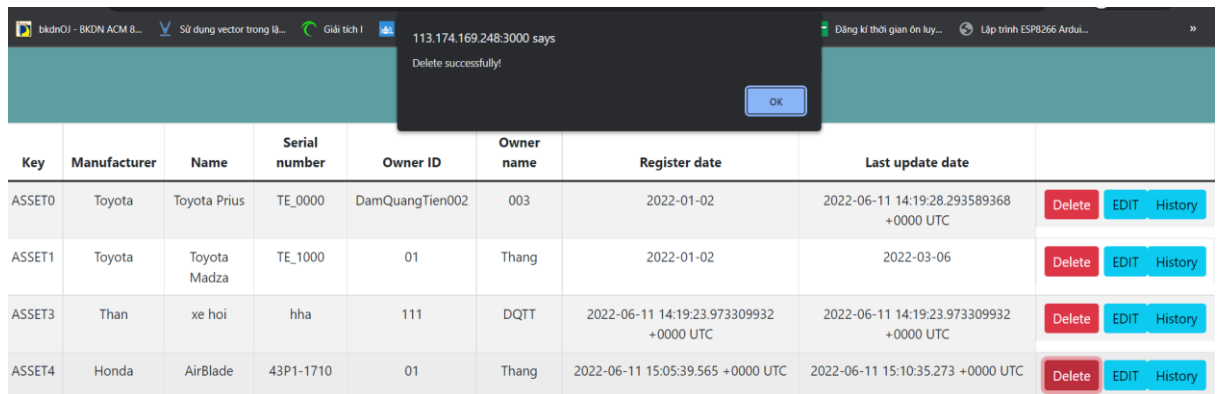 bkdnOJ - BKDN ACM 8... Sử dụng vector trong lậ... Giải tích I Đăng kí thời gian ôn luy... Lập trình ESP8266 Ardui... »
113.174.169.248:3000 says
Delete successfully!
OK
Key Manufacturer Name Serial number Owner ID Owner name Register date Last update date
ASSET0 Toyota Toyota Prius TE_0000 DamQuangTien002 003 2022-01-02 2022-06-11 14:19:28.293589368 +0000 UTC Delete EDIT History
ASSET1 Toyota Toyota Madza TE_1000 01 Thang 2022-01-02 2022-03-06 Delete EDIT History
ASSET3 Than xe hoi hha 111 DQTT 2022-06-11 14:19:23.973309932 +0000 UTC 2022-06-11 14:19:23.973309932 +0000 UTC Delete EDIT History
ASSET4 Honda AirBlade 43P1-1710 01 Thang 2022-06-11 15:05:39.565 +0000 UTC 2022-06-11 15:10:35.273 +0000 UTC Delete EDIT History